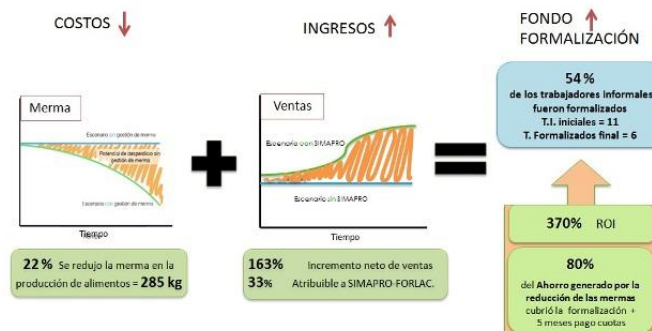 COSTOS
INGRESOS
FONDO
FORMALIZACIÓN
Merma
Escenario sin gestión de merma
Potencial de desperdicio sin
gestión de merma
Escenario con gestión de merma
Tiempo
22 % Se redujo la merma en la
producción de alimentos = 285 kg
Ventas
Escenario con SIMAPRO
Escenario sin SIMAPRO
Tiempo
163% Incremento neto de ventas
33% Atribuible a SIMAPRO-FORLAC.
54 %
de los trabajadores informales
fueron formalizados
T.I. iniciales = 11
T. Formalizados final = 6
370% ROI
80%
del Ahorro generado por la
reducción de las mermas
cubrió la formalización +
5 meses pago cuotas